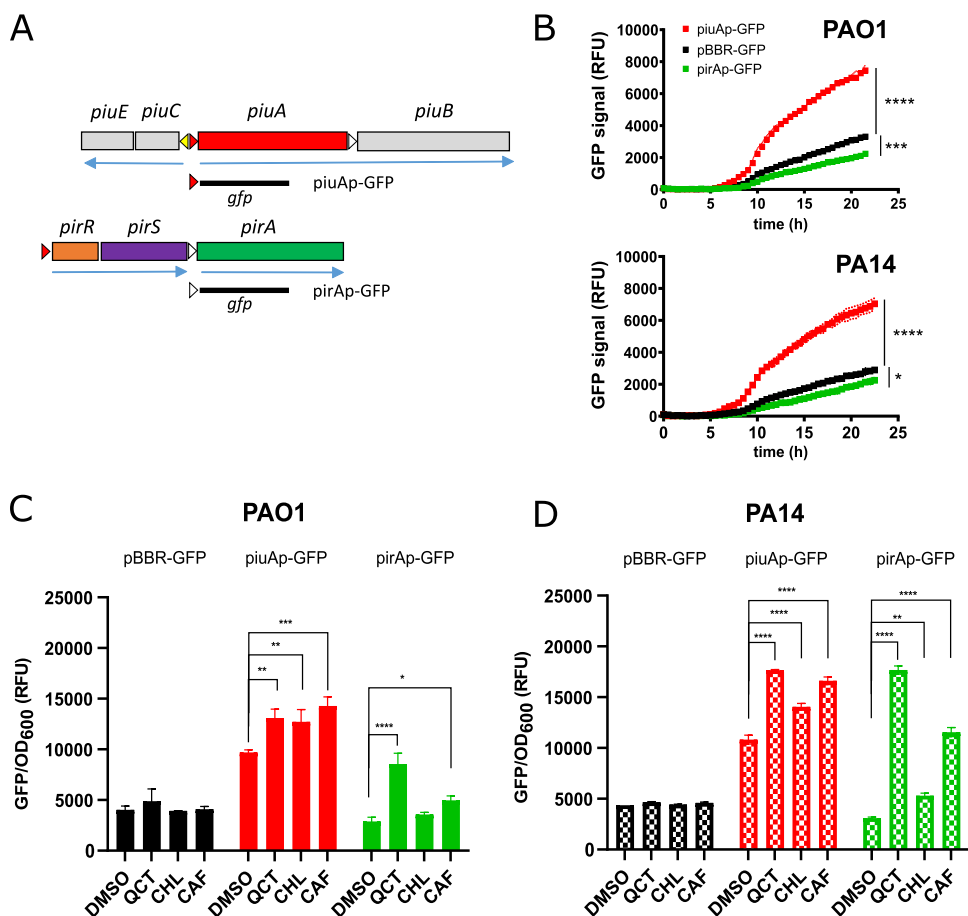 A
piuE piuC piuA piuB
gfp piuAp-GFP
pirR pirS pirA
gfp pirAp-GFP
B
PAO1
piuAp-GFP
pBBR-GFP
pirAp-GFP
GFP signal (RFU)
10000
8000
6000
4000
2000
0
0 5 10 15 20 25
time (h)
****
***
PA14
GFP signal (RFU)
10000
8000
6000
4000
2000
0
0 5 10 15 20 25
time (h)
****
*
C
PAO1
pBBR-GFP piuAp-GFP pirAp-GFP
GFP/OD600 (RFU)
25000
20000
15000
10000
5000
0
***
**
**
*
****
DMSO QCT CHL CAF DMSO QCT CHL CAF DMSO QCT CHL CAF
D
PA14
pBBR-GFP piuAp-GFP pirAp-GFP
GFP/OD600 (RFU)
25000
20000
15000
10000
5000
0
****
****
****
****
**
****
DMSO QCT CHL CAF DMSO QCT CHL CAF DMSO QCT CHL CAF